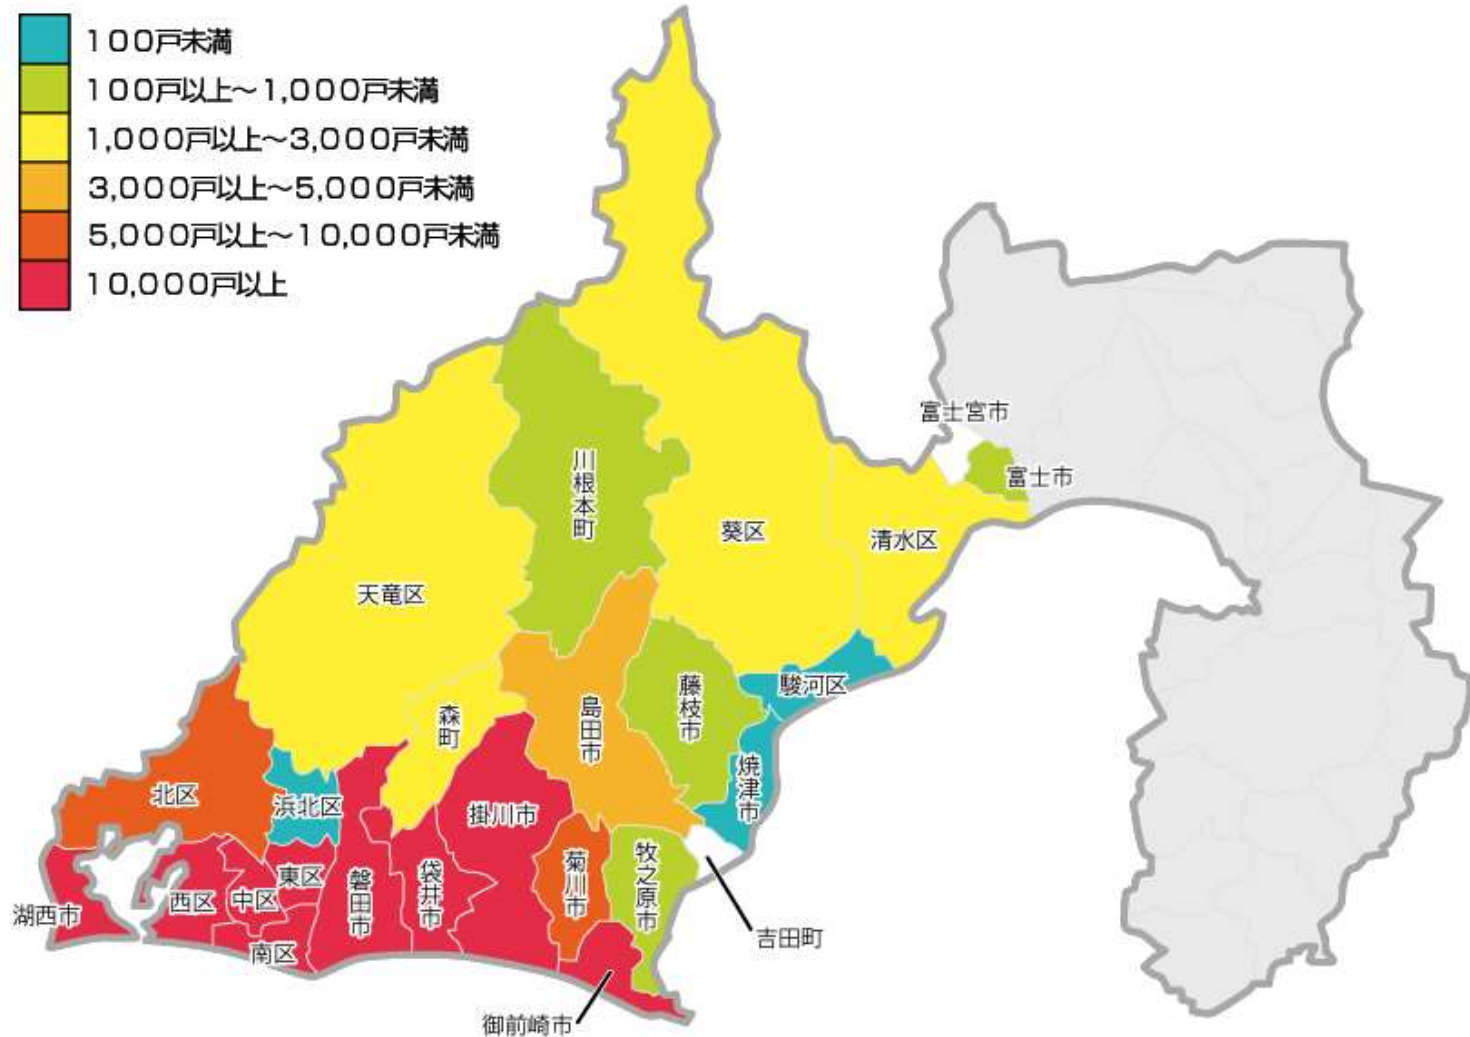 １００戸未満
１００戸以上～１,０００戸未満
１,０００戸以上～３,０００戸未満
３,０００戸以上～５,０００戸未満
５,０００戸以上～１０,０００戸未満
１０,０００戸以上
富士宮市
富士市
川根本町
葵区
清水区
天竜区
駿河区
藤枝市
島田市
森町
焼津市
北区
浜北区
掛川市
牧之原市
菊川市
東区
磐田市
袋井市
西区
中区
湖西市
南区
吉田町
御前崎市